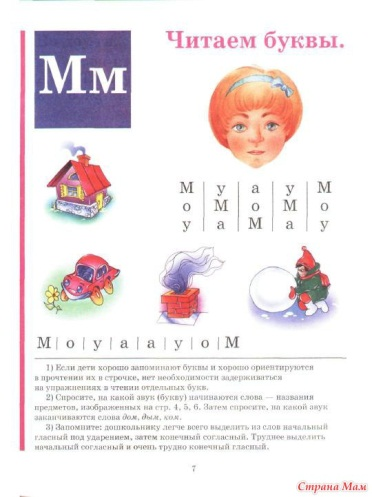 Мм
Читаем буквы.
М | у | а | у | М
о | М | о | М | о
у | а | М | а | у
М | о | у | а | а | у | о | М
1) Если дети хорошо запоминают буквы и хорошо ориентируются
в прочтении их в строчке, нет необходимости задерживаться
на упражнениях в чтении отдельных букв.
2) Спросите, на какой звук (букву) начинаются слова — названия
предметов, изображенных на стр. 4, 5, 6. Затем спросите, на какой звук
заканчиваются слова дом, дым, ком.
3) Запомните: дошкольнику легче всего выделить из слов начальный
гласный под ударением, затем конечный согласный. Труднее выделить
начальный согласный и очень трудно конечный гласный.
7
Страна Мам